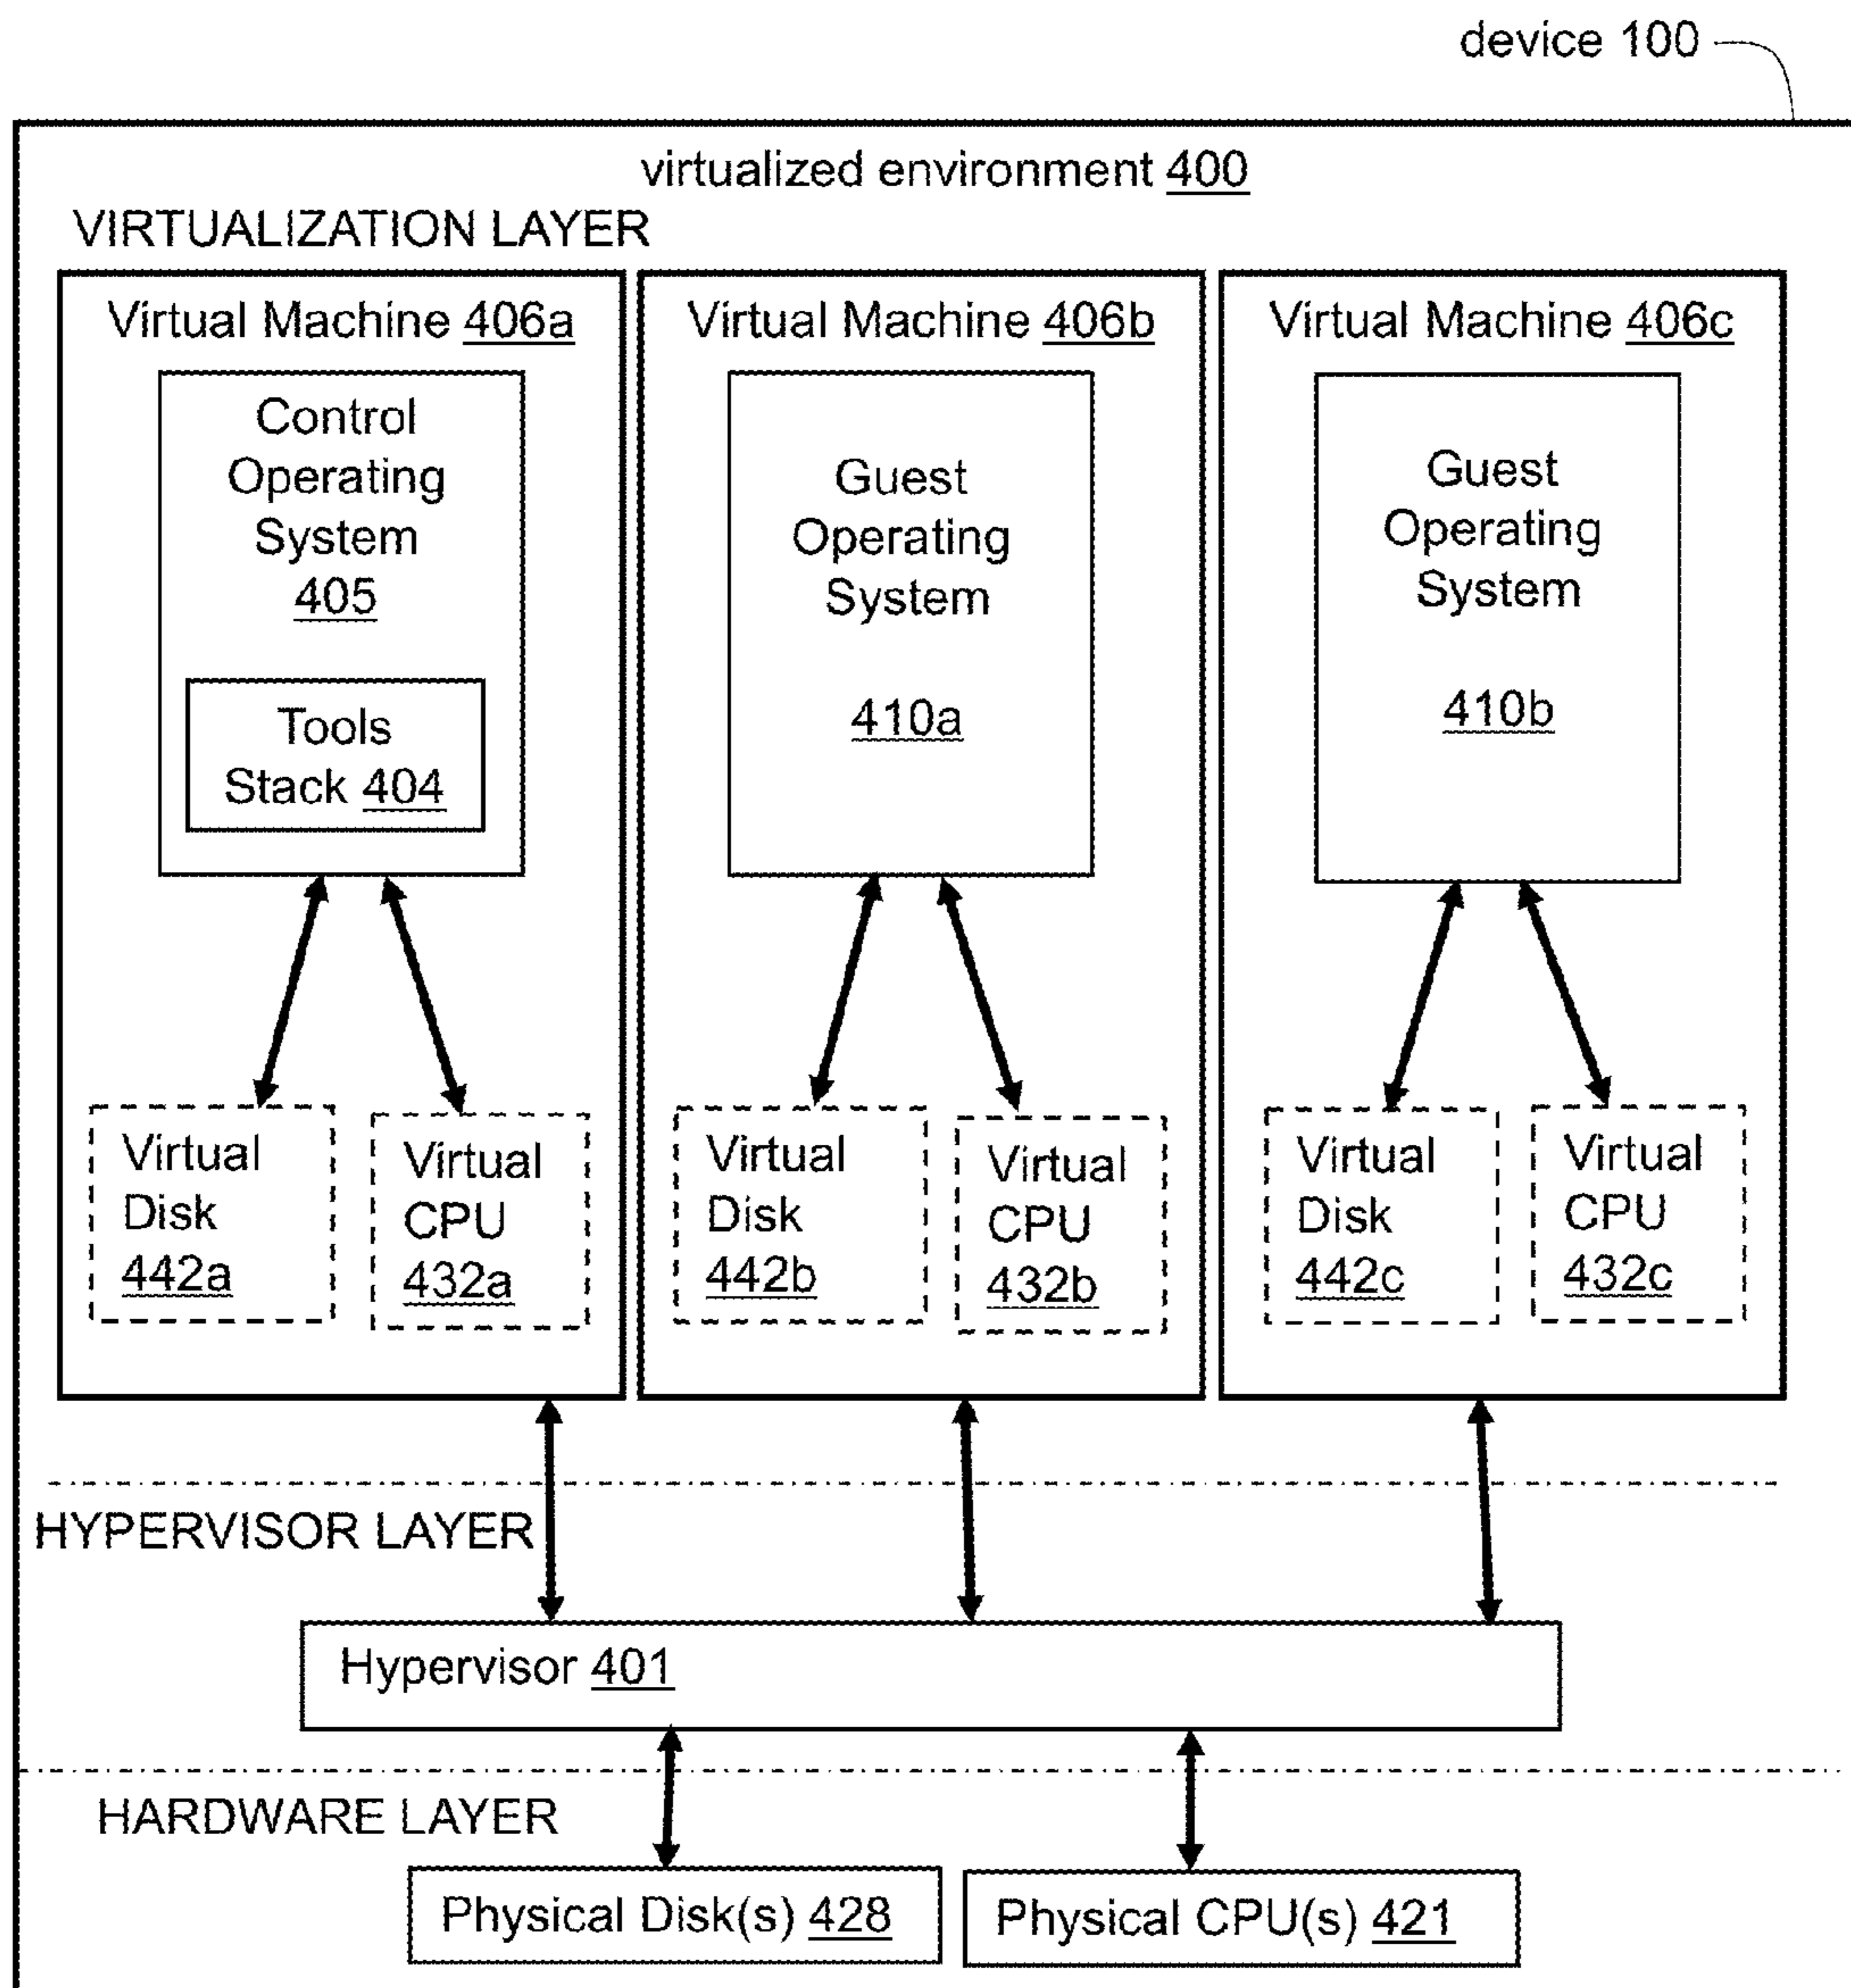 device 100
virtualized environment 400
VIRTUALIZATION LAYER
Virtual Machine 406a
Control
Operating
System
405
Tools
Stack 404
Virtual
Disk
442a
Virtual
CPU
432a
Virtual Machine 406b
Guest
Operating
System
410a
Virtual
Disk
442b
Virtual
CPU
432b
Virtual Machine 406c
Guest
Operating
System
410b
Virtual
Disk
442c
Virtual
CPU
432c
HYPERVISOR LAYER
Hypervisor 401
HARDWARE LAYER
Physical Disk(s) 428
Physical CPU(s) 421